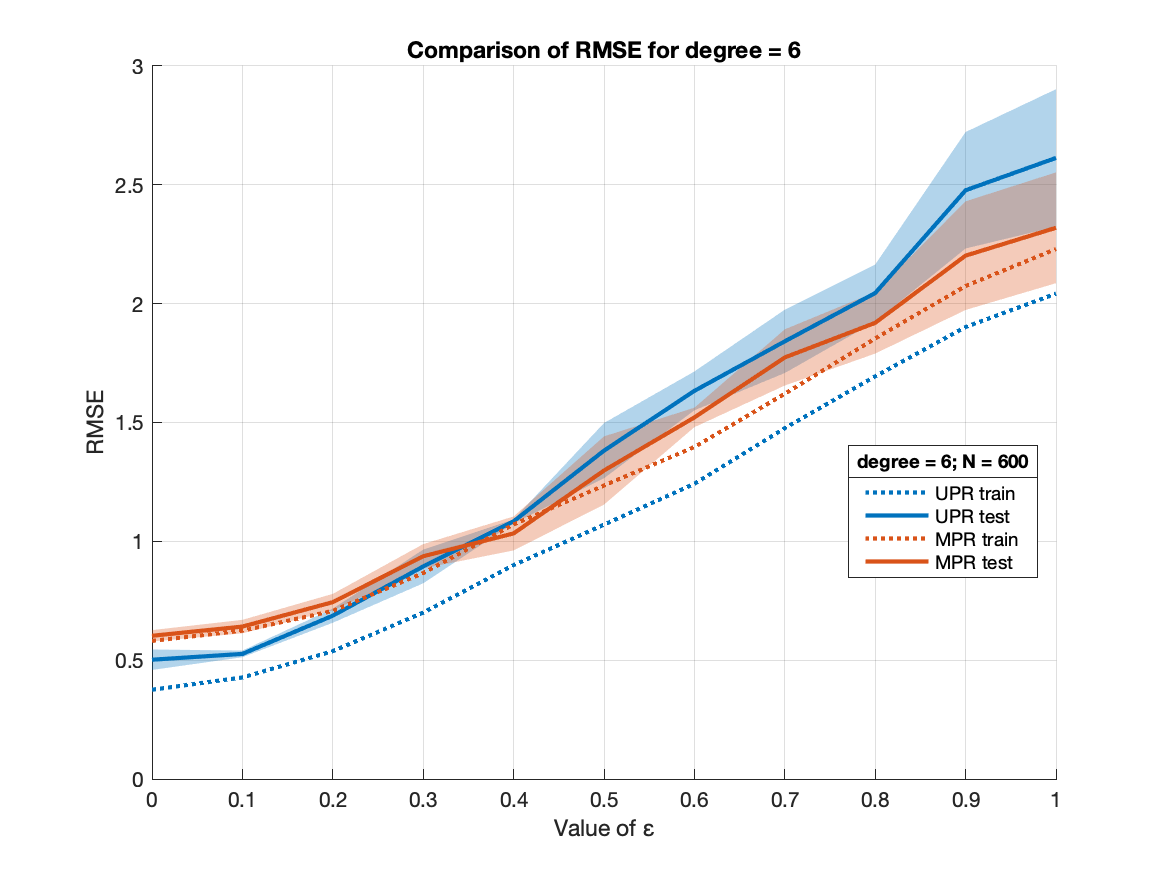 Comparison of RMSE for degree = 6
3
2.5
2
1.5
1
0.5
0
RMSE
degree = 6; N = 600
UPR train
UPR test
MPR train
MPR test
0 0.1 0.2 0.3 0.4 0.5 0.6 0.7 0.8 0.9 1
Value of ε